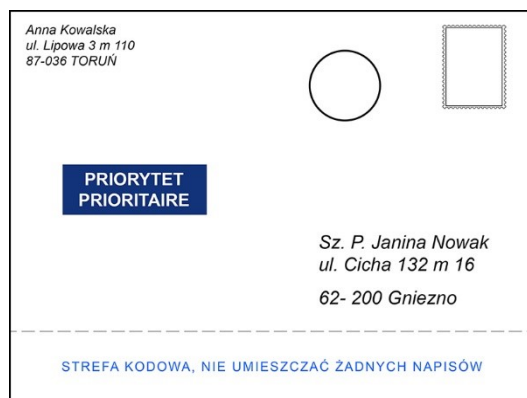 Anna Kowalska
ul. Lipowa 3 m 110
87-036 TORUŃ
PRIORYTET
PRIORITAIRE
Sz. P. Janina Nowak
ul. Cicha 132 m 16
62- 200 Gniezno
STREFA KODOWA, NIE UMIESZCZAĆ ŻADNYCH NAPISÓW